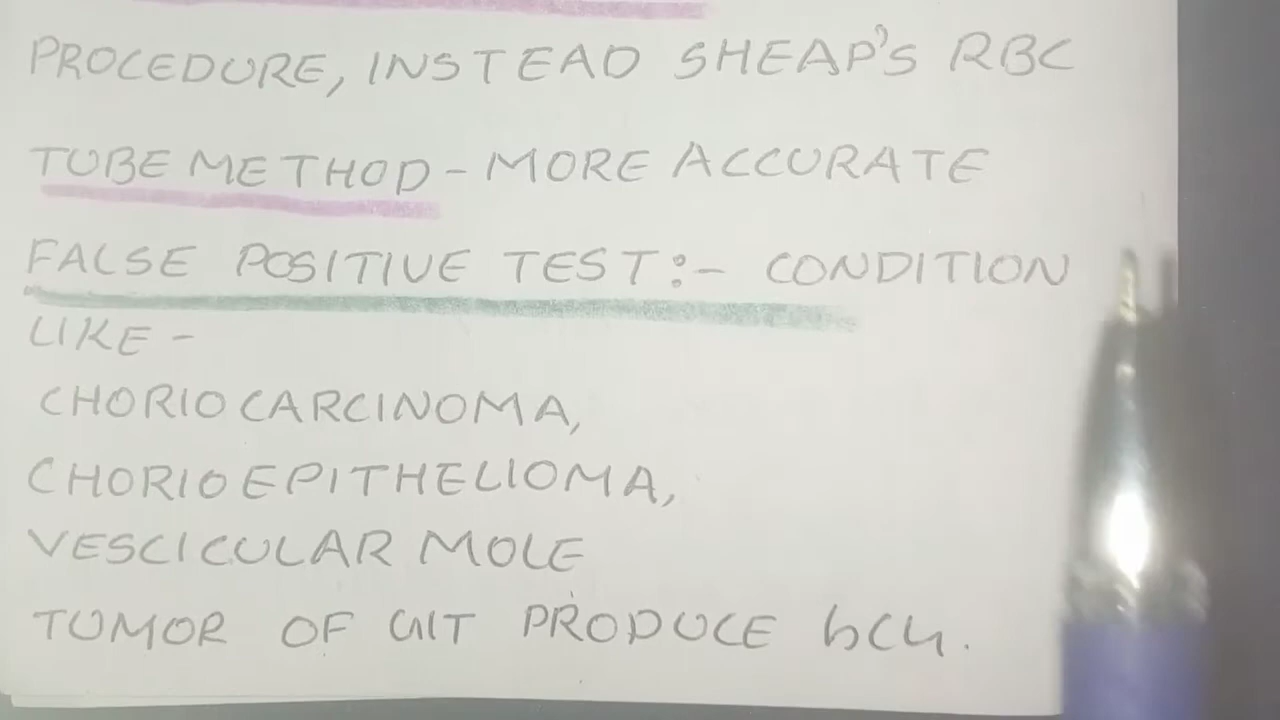 PROCEDURE, INSTEAD SHEAP'S RBC
TUBE METHOD - MORE ACCURATE
FALSE POSITIVE TEST:- CONDITION
LIKE -
CHORIOCARCINOMA,
CHORIOEPITHELIOMA,
VESCICULAR MOLE
TUMOR OF GIT PRODUCE hCG.